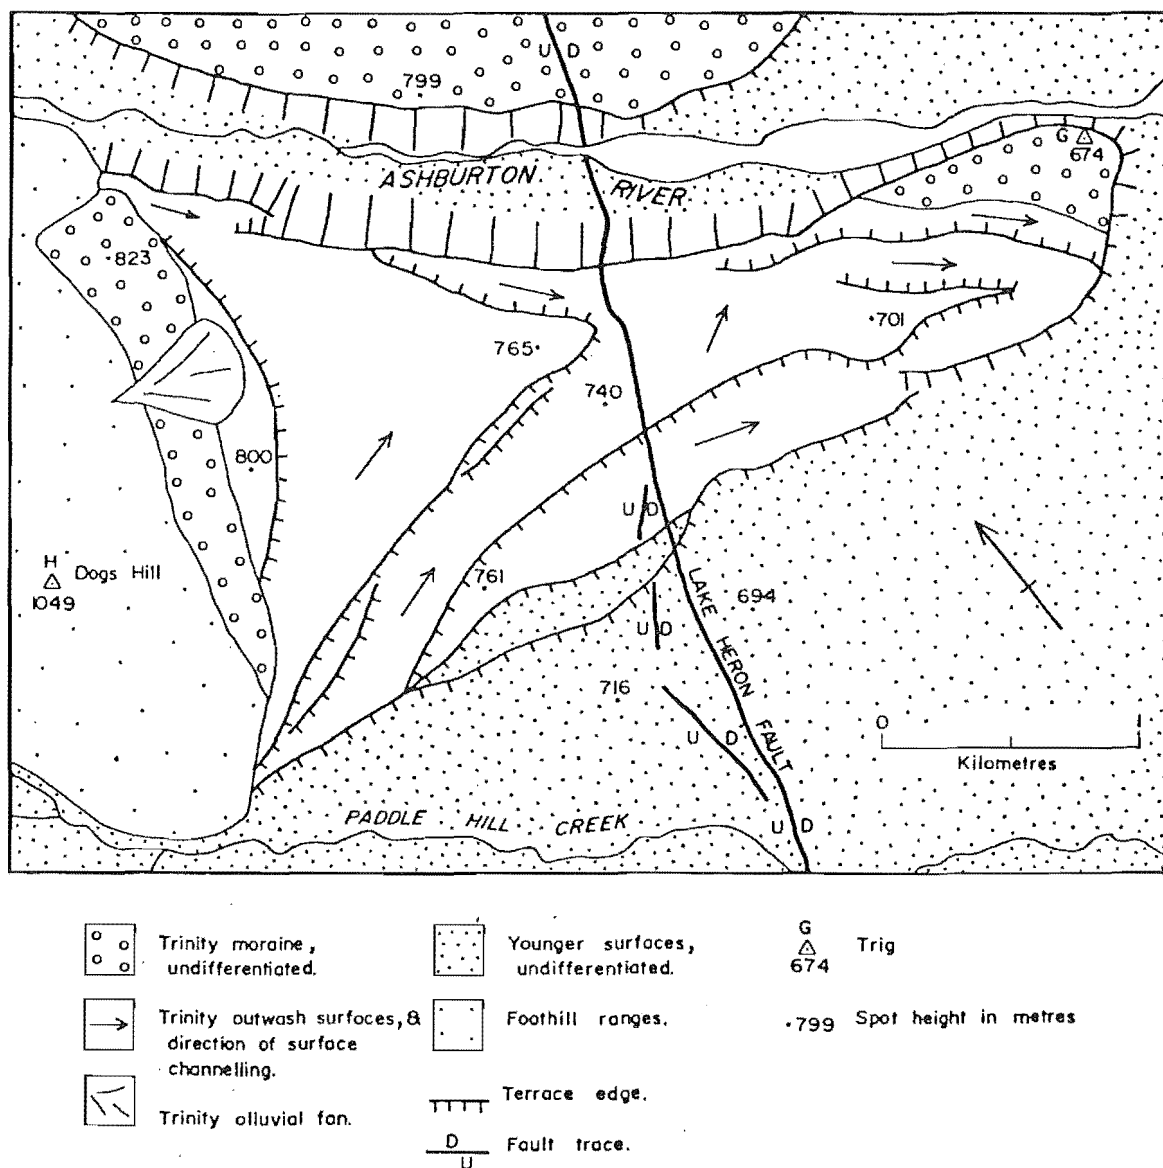 U D
799
G
674
ASHBURTON RIVER
823
701
765
740
800
U D
H
Dogs Hill
1049
761
694
U D
LAKE HERON FAULT
716
U D
0 1
Kilometres
PADDLE HILL CREEK
U D
Trinity moraine,
undifferentiated.
Trinity outwash surfaces, &
direction of surface
channelling.
Trinity alluvial fan.
Younger surfaces,
undifferentiated.
Foothill ranges.
Terrace edge.
D
U
Fault trace.
G
674
Trig
·799 Spot height in metres